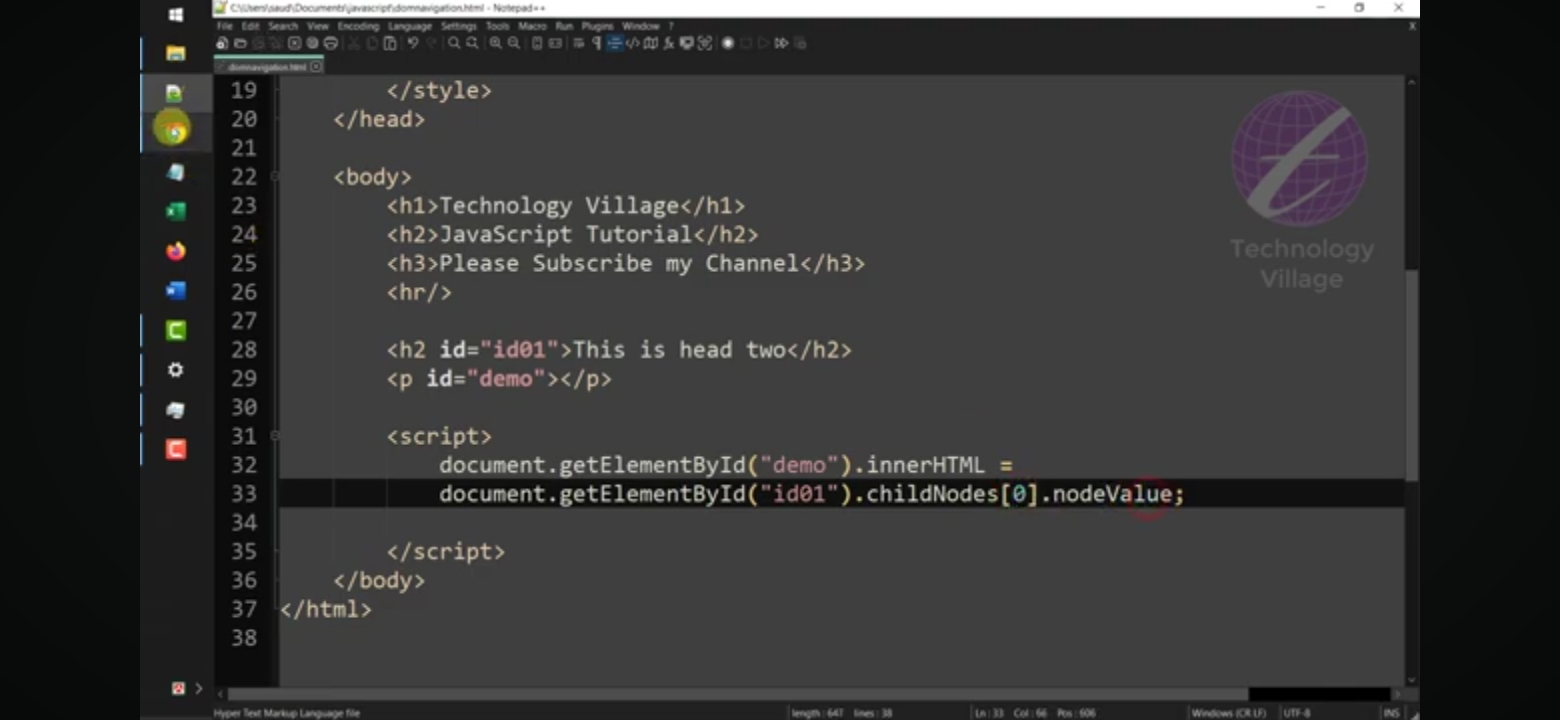 C:\Users\saud\Documents\javascript\domnavigation.html - Notepad++
File Edit Search View Encoding Language Settings Tools Macro Run Plugins Window ?
domnavigation.html
19 </style>
20 </head>
21
22 <body>
23 <h1>Technology Village</h1>
24 <h2>JavaScript Tutorial</h2>
25 <h3>Please Subscribe my Channel</h3>
26 <hr/>
27
28 <h2 id="id01">This is head two</h2>
29 <p id="demo"></p>
30
31 <script>
32 document.getElementById("demo").innerHTML =
33 document.getElementById("id01").childNodes[0].nodeValue;
34
35 </script>
36 </body>
37 </html>
38
Technology
Village
Hyper Text Markup Language file length : 647 lines : 38 Ln : 33 Col : 66 Pos : 606 Windows (CR LF) UTF-8 INS